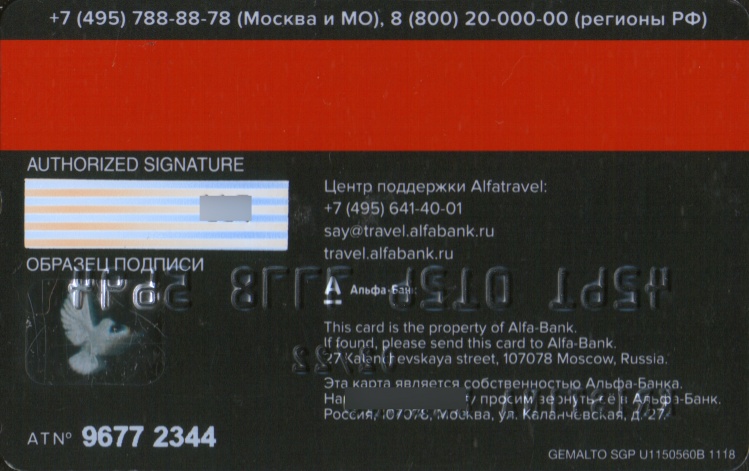 +7 (495) 788-88-78 (Москва и МО), 8 (800) 20-000-00 (регионы РФ)
AUTHORIZED SIGNATURE
ОБРАЗЕЦ ПОДПИСИ
Центр поддержки Alfatravel:
+7 (495) 641-40-01
say@travel.alfabank.ru
travel.alfabank.ru
Альфа-Банк
This card is the property of Alfa-Bank.
If found, please send this card to Alfa-Bank.
27 Kalanchevskaya street, 107078 Moscow, Russia.
Эта карта является собственностью Альфа-Банка.
просим вернуть её в Альфа-Банк.
Россия, 107078, Москва, ул. Каланчевская, д. 27.
ATN° 9677 2344
GEMALTO SGP U1150560B 1118